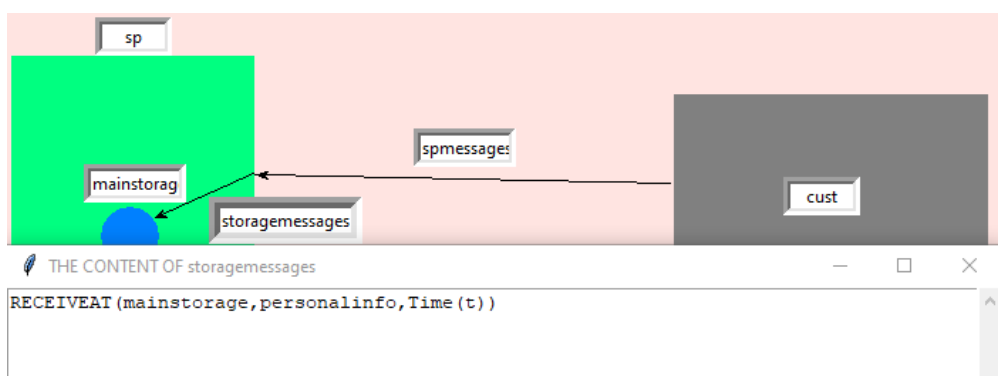 sp
spmessages
mainstorag
cust
storagemessages
THE CONTENT OF storagemessages
RECEIVEAT(mainstorage,personalinfo,Time(t))